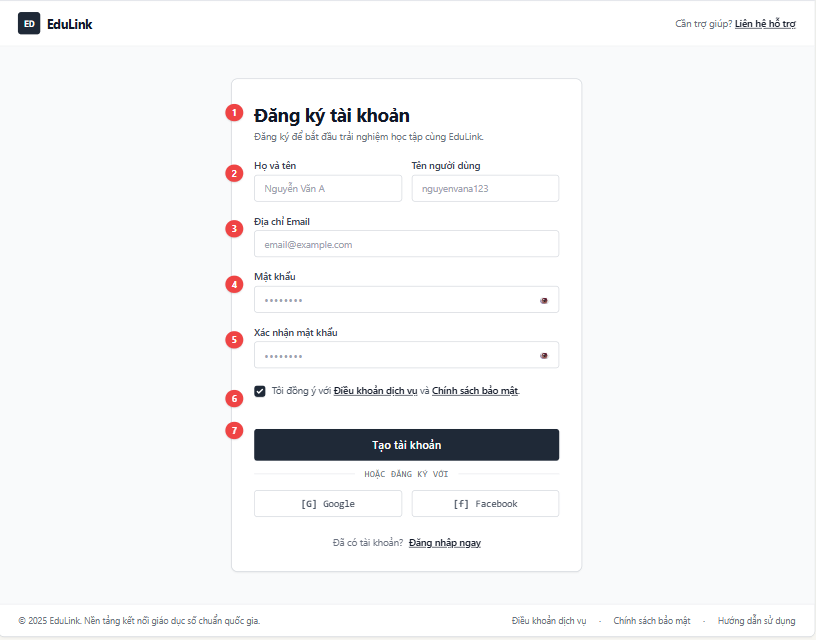 ED EduLink
Cần trợ giúp? Liên hệ hỗ trợ
1 Đăng ký tài khoản
Đăng ký để bắt đầu trải nghiệm học tập cùng EduLink.
2 Họ và tên Tên người dùng
Nguyễn Văn A nguyenvana123
3 Địa chỉ Email
email@example.com
4 Mật khẩu
••••••••
5 Xác nhận mật khẩu
••••••••
6 Tôi đồng ý với Điều khoản dịch vụ và Chính sách bảo mật.
7 Tạo tài khoản
HOẶC ĐĂNG KÝ VỚI
[G] Google [f] Facebook
Đã có tài khoản? Đăng nhập ngay
© 2025 EduLink. Nền tảng kết nối giáo dục số chuẩn quốc gia.
Điều khoản dịch vụ · Chính sách bảo mật · Hướng dẫn sử dụng